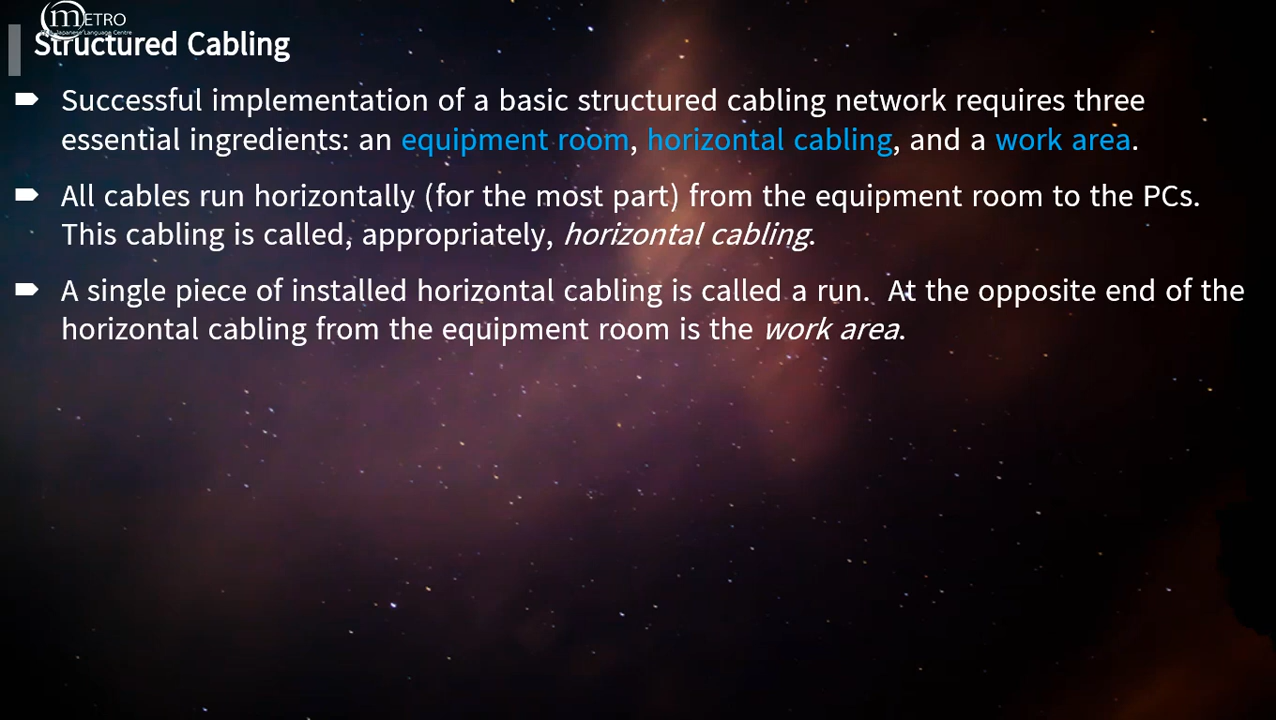 METRO
Japanese Language Centre
Structured Cabling
Successful implementation of a basic structured cabling network requires three
essential ingredients: an equipment room, horizontal cabling, and a work area.
All cables run horizontally (for the most part) from the equipment room to the PCs.
This cabling is called, appropriately, horizontal cabling.
A single piece of installed horizontal cabling is called a run.  At the opposite end of the
horizontal cabling from the equipment room is the work area.